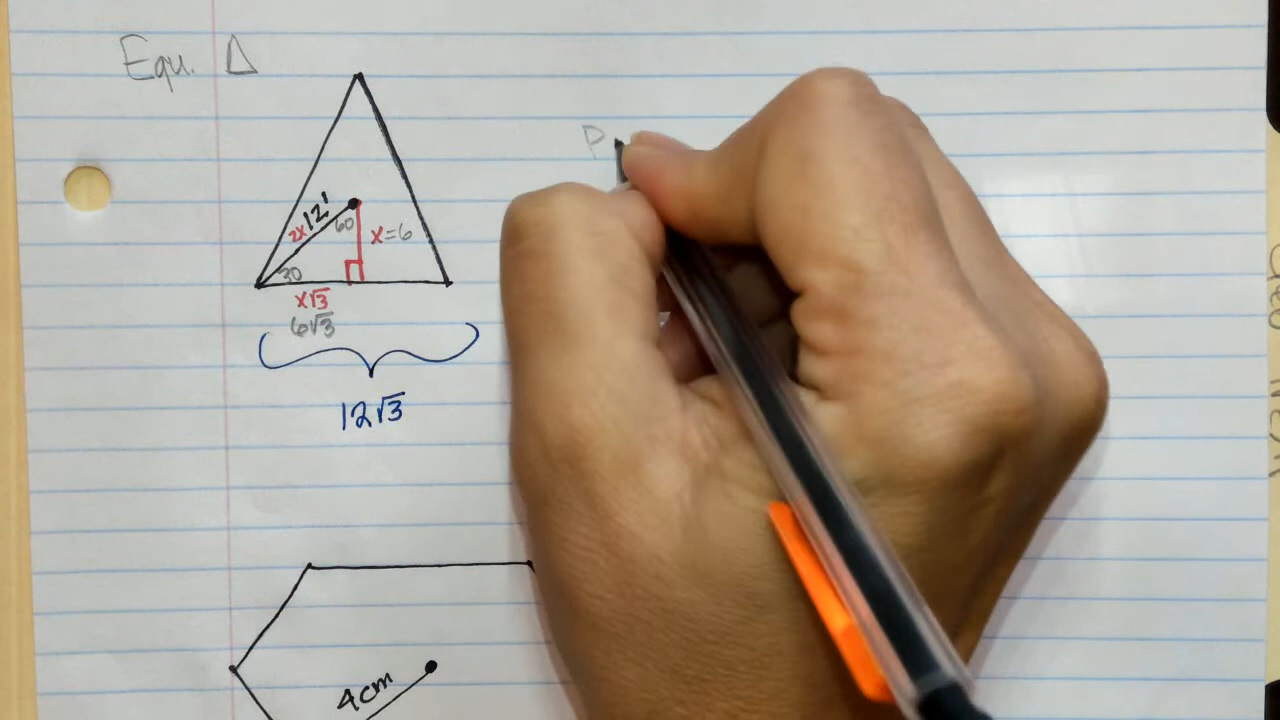 Equ. Δ
P
2x 12'
60 x=6
30
x√3
6√3
12√3
4cm